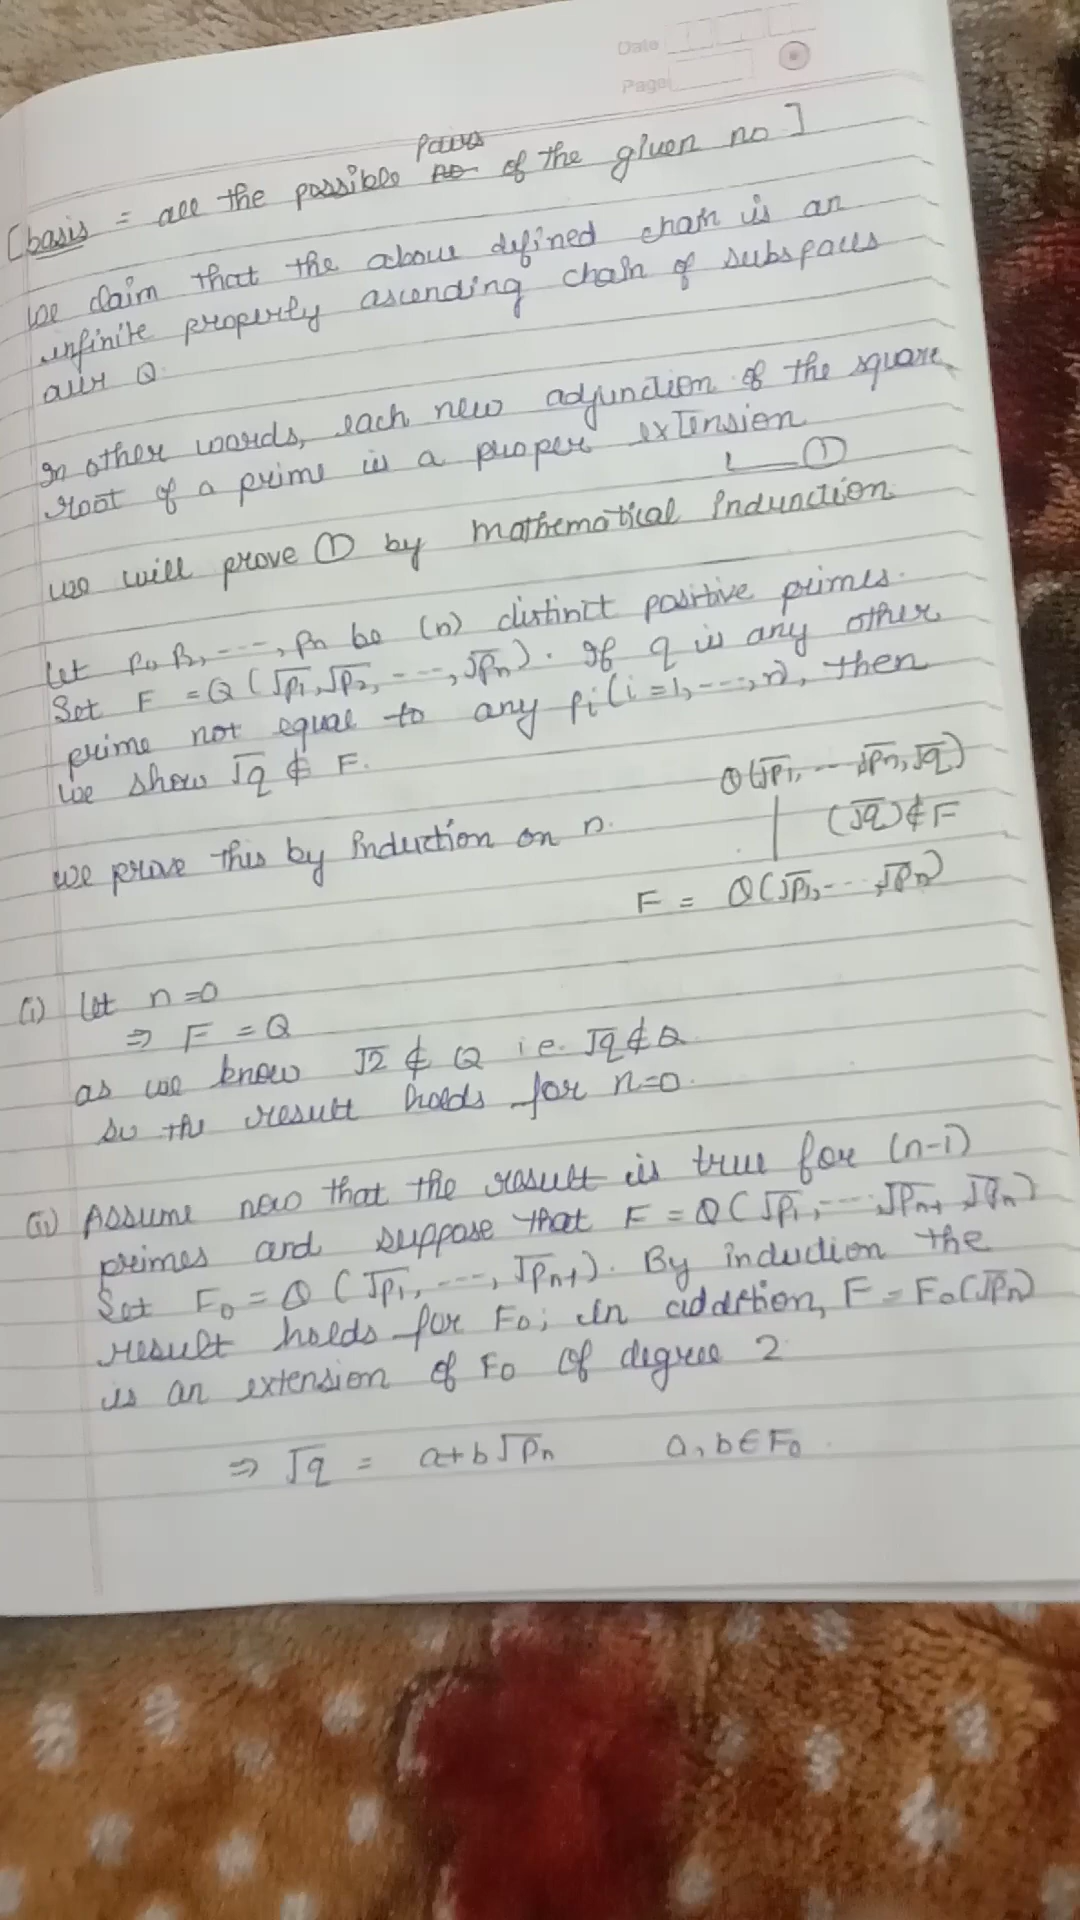 Date
Page
Pairs
[basis = all the possible no of the given no]
we claim that the above defined chain is an
infinite properly ascending chain of subspaces
over Q.
In other words, each new adjunction of the square
root of a prime is a proper extension
①
we will prove ① by Mathematical Indunction
Let p1, p2, ----, pn be (n) distinct positive primes.
Set F = Q(√p1, √p2, ---, √pn). If q is any other
prime not equal to any pi(i=1,---,n), then
we show √q ∉ F.
Q(√p1, --- √pn, √q)
(√q) ∉ F
we prove this by Induction on n.
F = Q(√p1, --- √pn)
(i) Let n=0
⇒ F = Q
as we know √2 ∉ Q i.e. √q ∉ Q
so the result holds for n=0.
(ii) Assume now that the result is true for (n-1)
primes and suppose that F = Q(√p1, --- √pn-1, √qn)
Set F0 = Q(√p1, ---, √pn-1). By induction the
result holds for F0; In addition, F = F0(√pn)
is an extension of F0 of degree 2
⇒ √q = a+b√pn a,b∈F0.